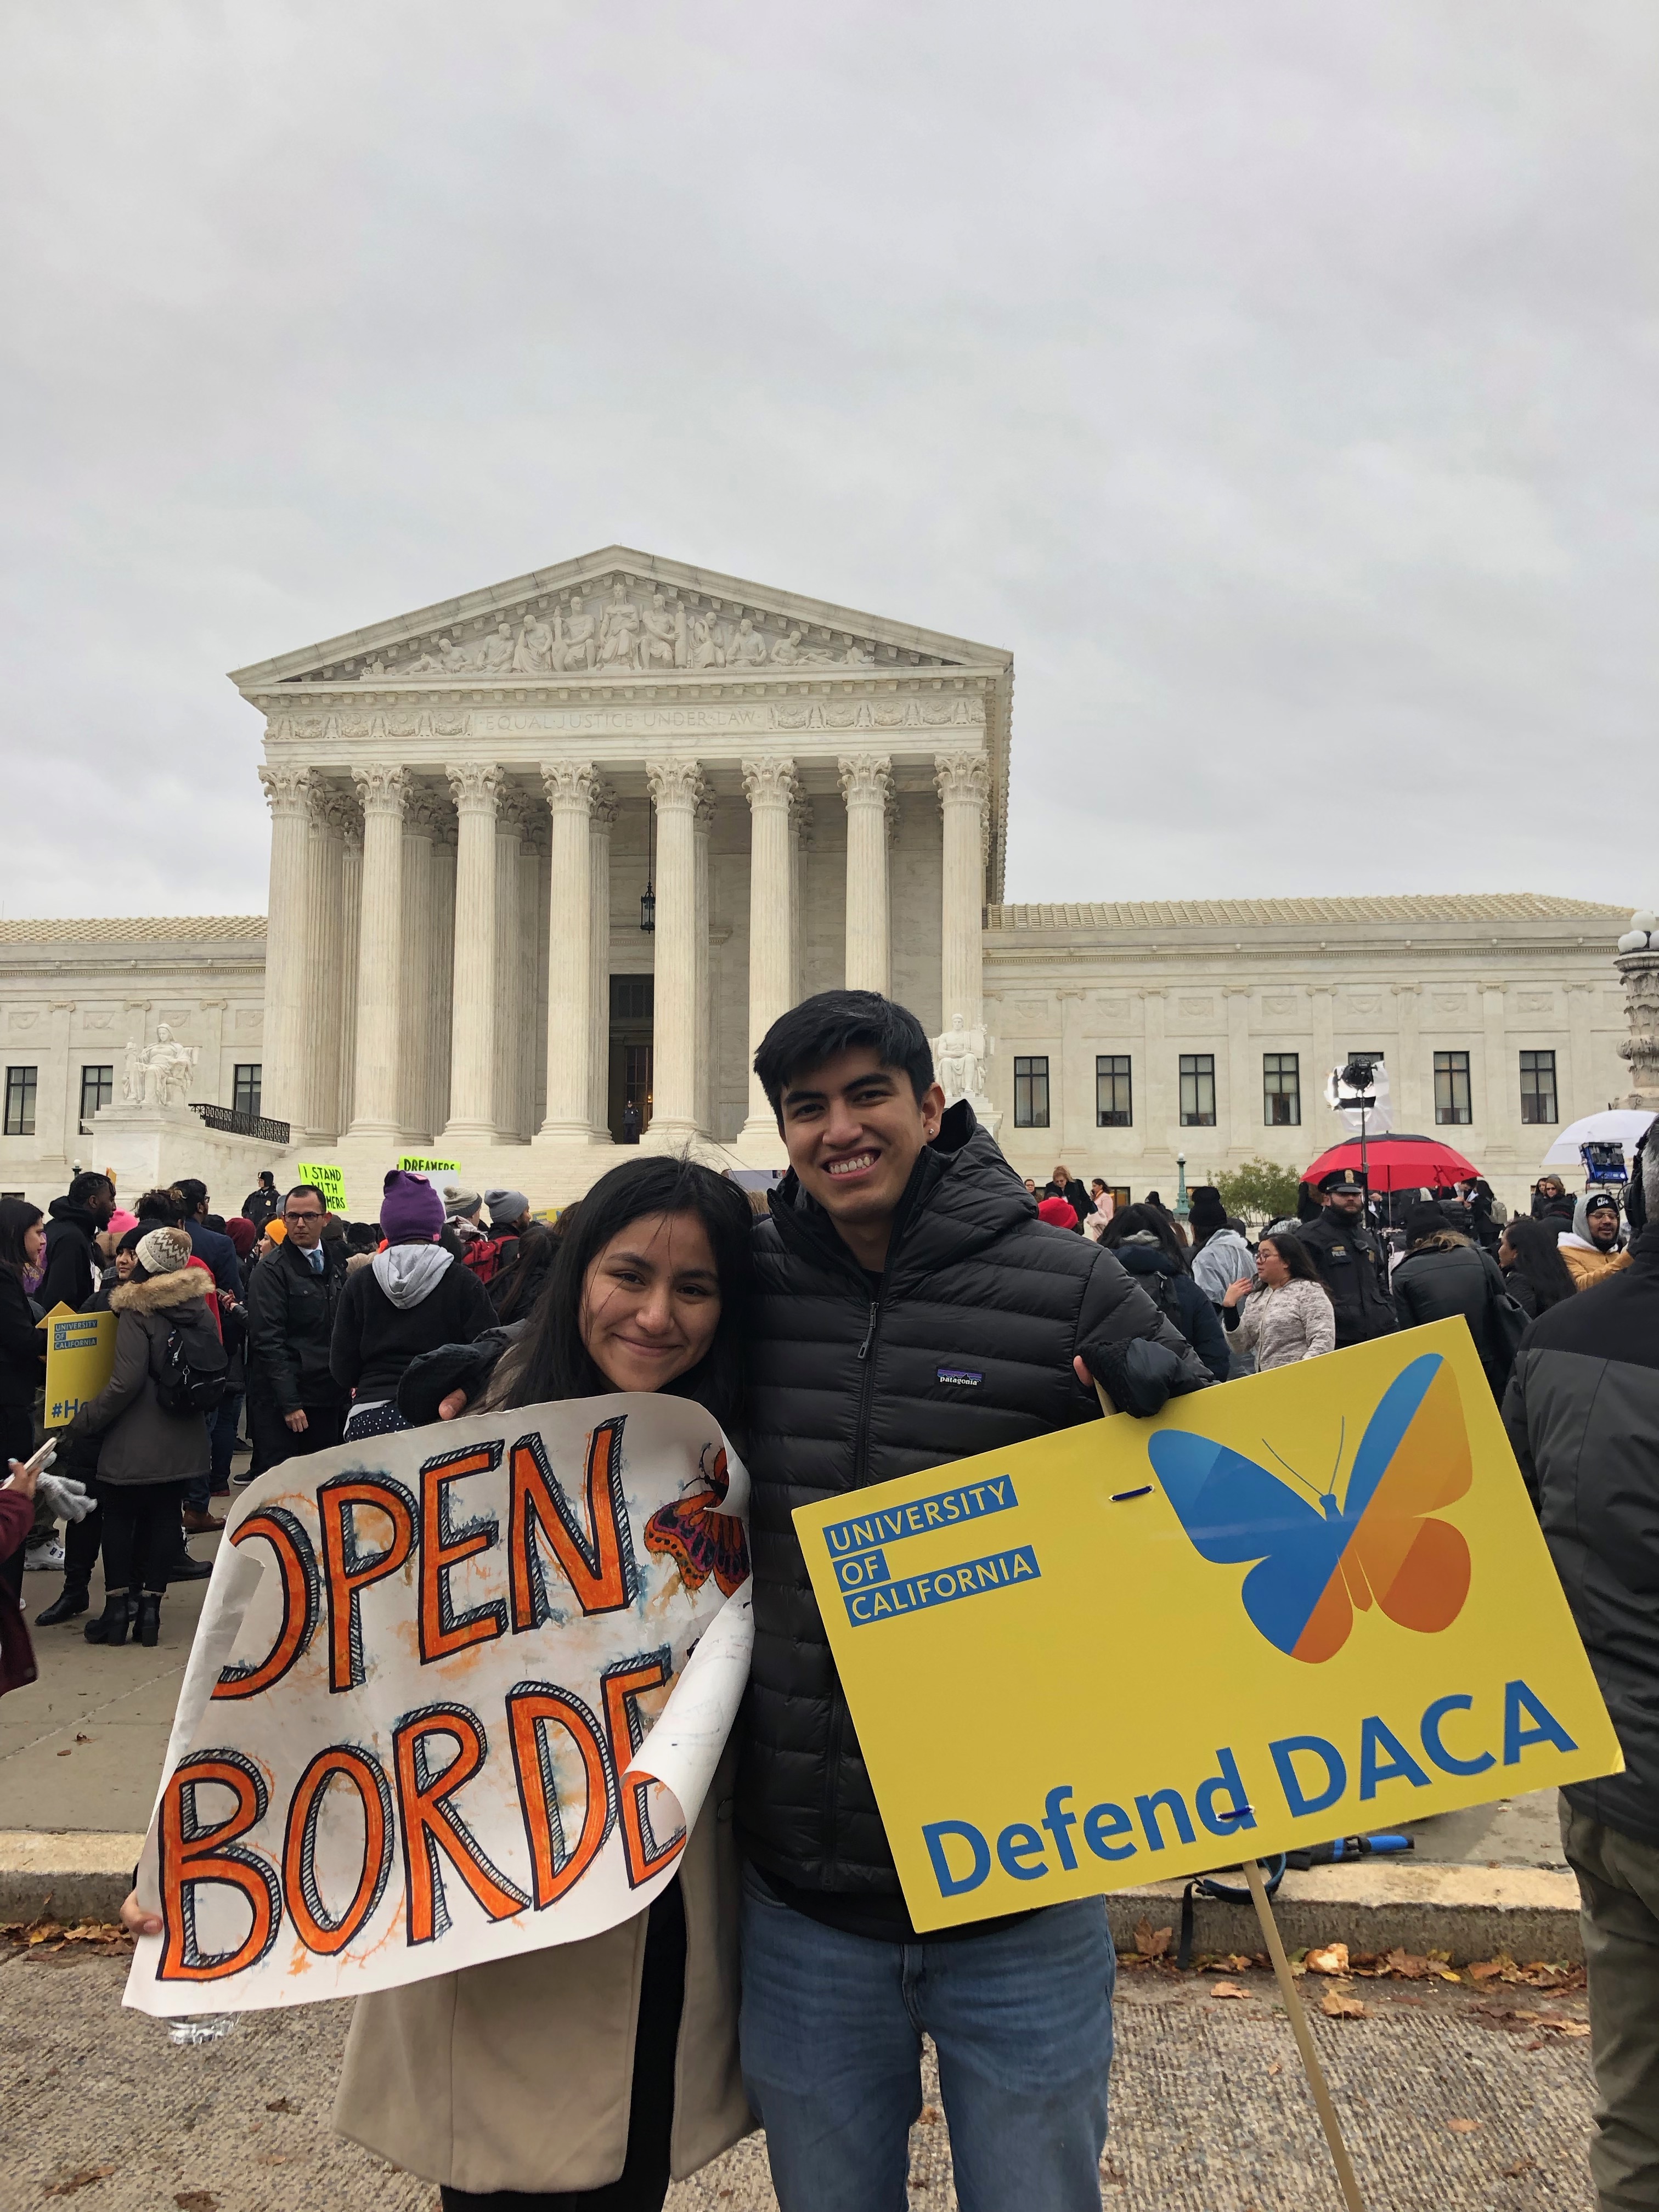 EQUAL JUSTICE UNDER LAW
DREAMERS
I STAND
WITH
UNIVERSITY
OF
CALIFORNIA
patagonia
OPEN
BORDE
UNIVERSITY
OF
CALIFORNIA
Defend DACA